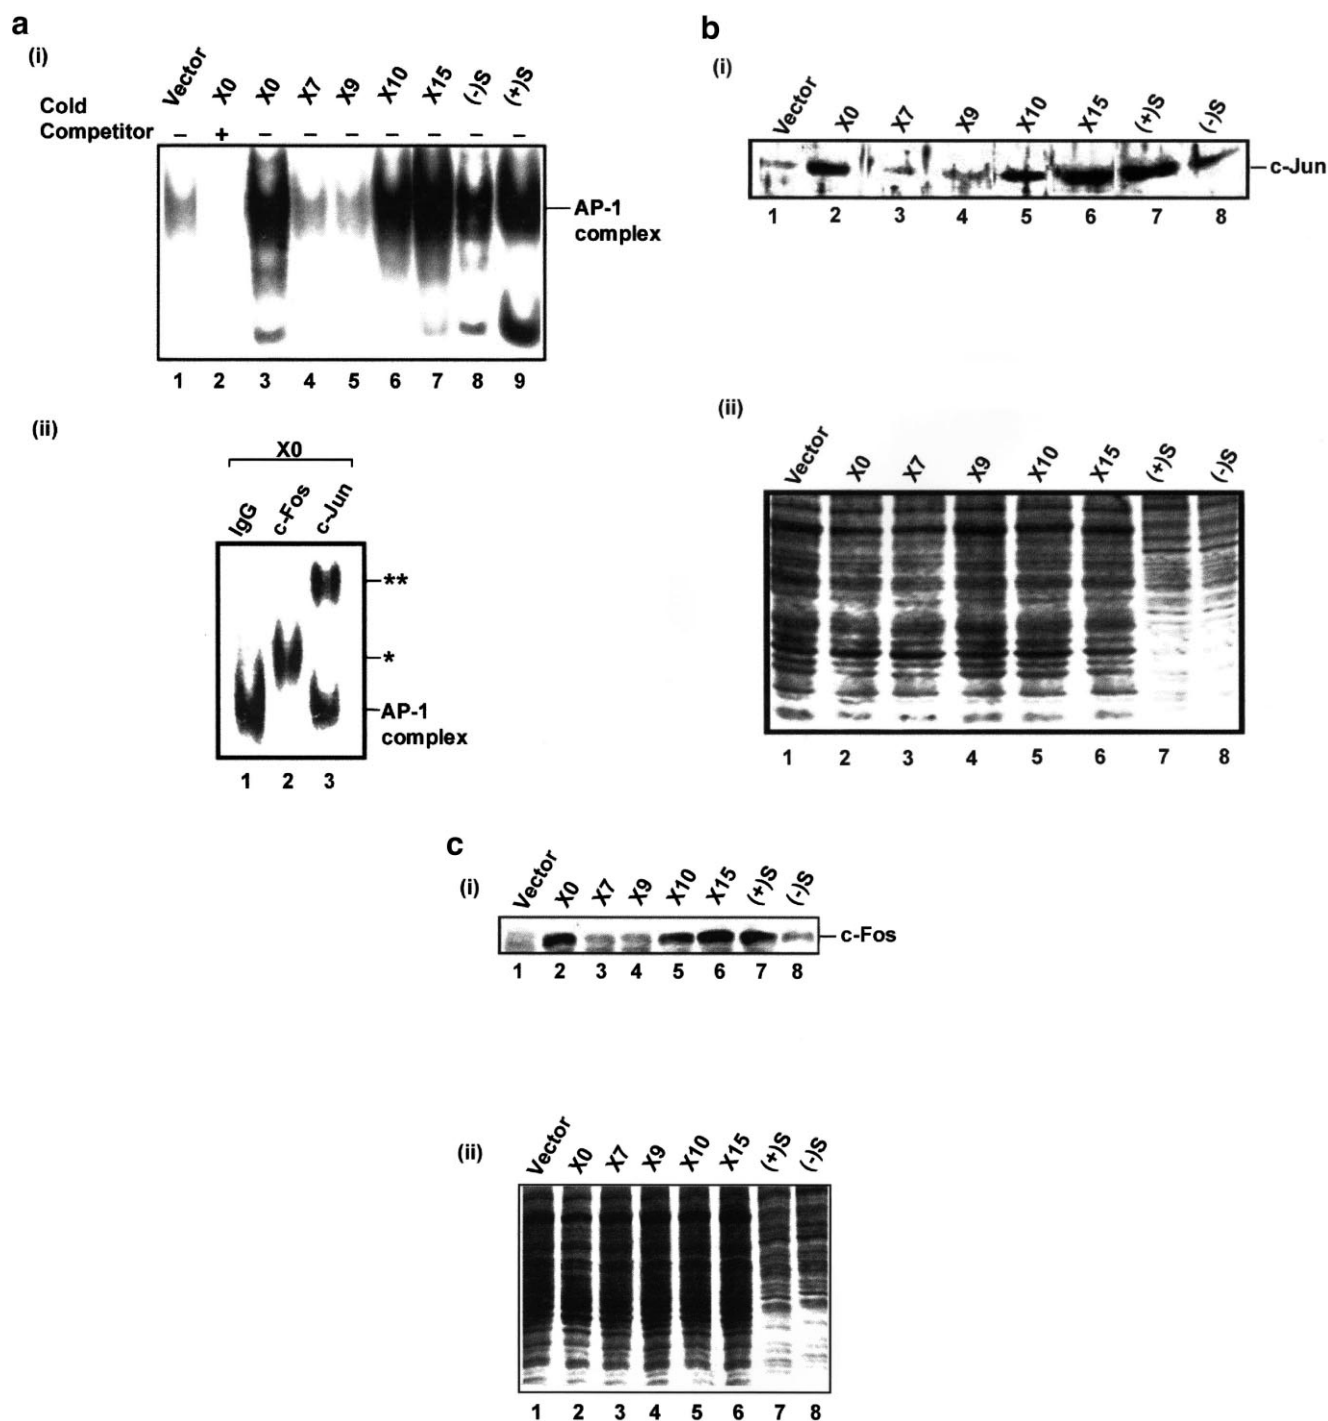 a
(i)
Vector X0 X0 X7 X9 X10 X15 (-)S (+)S
Cold
Competitor – + – – – – – – –
AP-1
complex
1 2 3 4 5 6 7 8 9
(ii)
X0
IgG c-Fos c-Jun
**
*
AP-1
complex
1 2 3
b
(i)
Vector X0 X7 X9 X10 X15 (+)S (-)S
c-Jun
1 2 3 4 5 6 7 8
(ii)
Vector X0 X7 X9 X10 X15 (+)S (-)S
1 2 3 4 5 6 7 8
c
(i)
Vector X0 X7 X9 X10 X15 (+)S (-)S
c-Fos
1 2 3 4 5 6 7 8
(ii)
Vector X0 X7 X9 X10 X15 (+)S (-)S
1 2 3 4 5 6 7 8